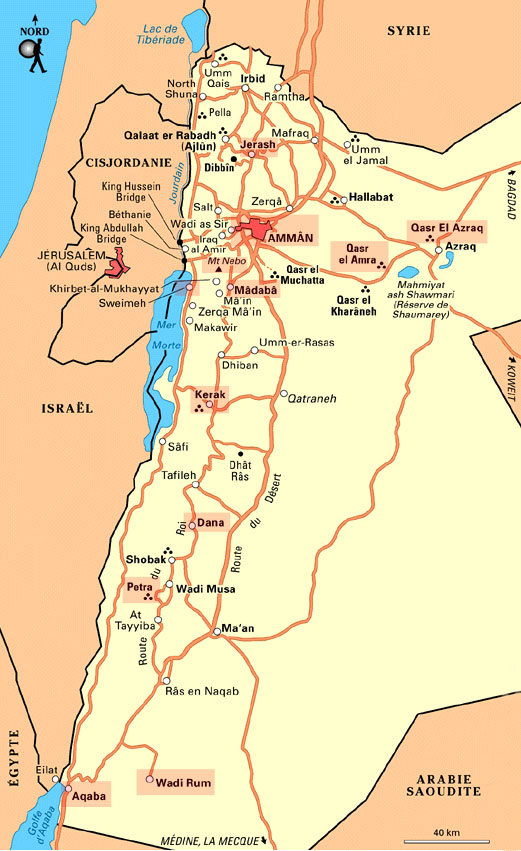 NORD
Lac de
Tibériade
SYRIE
Umm
Qais
Irbid
North
Shuna
Ramtha
Pella
Qalaat er Rabadh
(Ajlûn)
Mafraq
Jerash
Umm
el Jamal
Dibbîn
CISJORDANIE
Jourdain
BAGDAD
King Hussein
Bridge
Salt
Zerqâ
Hallabat
Béthanie
Wadi as Sir
King Abdullah
Bridge
Iraq
al Amir
AMMÂN
Qasr El Azraq
Qasr
el Amra
Azraq
JÉRUSALÊM
(Al Quds)
Mt Nebo
Qasr el
Muchatta
Khirbet-al-Mukhayyat
Mâdabâ
Qasr el
Kharâneh
Mahmiyat
ash Shawmari
(Réserve de
Shaumarey)
Sweimeh
Mâ'in
Zerqa Mâ'in
Makawir
Mer
Morte
Umm-er-Rasas
Dhiban
KOWEIT
ISRAËL
Kerak
Qatraneh
Sâfi
Dhât
Râs
Tafileh
Route du Désert
Dana
Route du Roi
Shobak
Petra
Wadi Musa
At
Tayyiba
Ma'an
Râs en Naqab
ÉGYPTE
Eilat
Aqaba
Wadi Rum
ARABIE
SAOUDITE
Golfe
d'Aqaba
MÉDINE, LA MECQUE
40 km